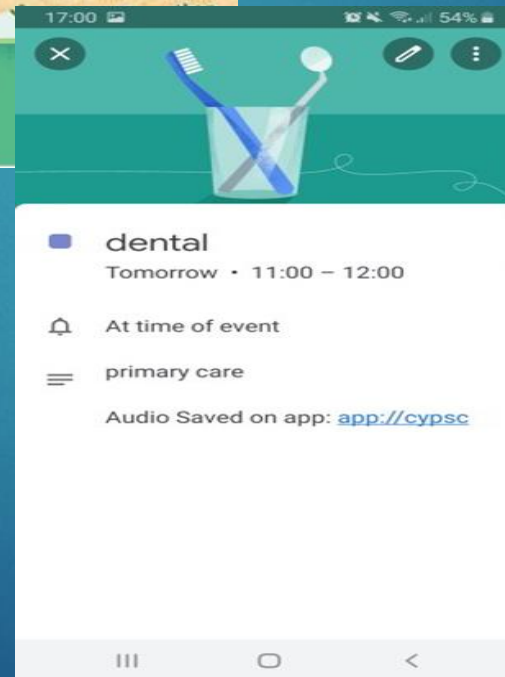 17:00
54%
dental
Tomorrow • 11:00 – 12:00
At time of event
primary care
Audio Saved on app: app://cypsc